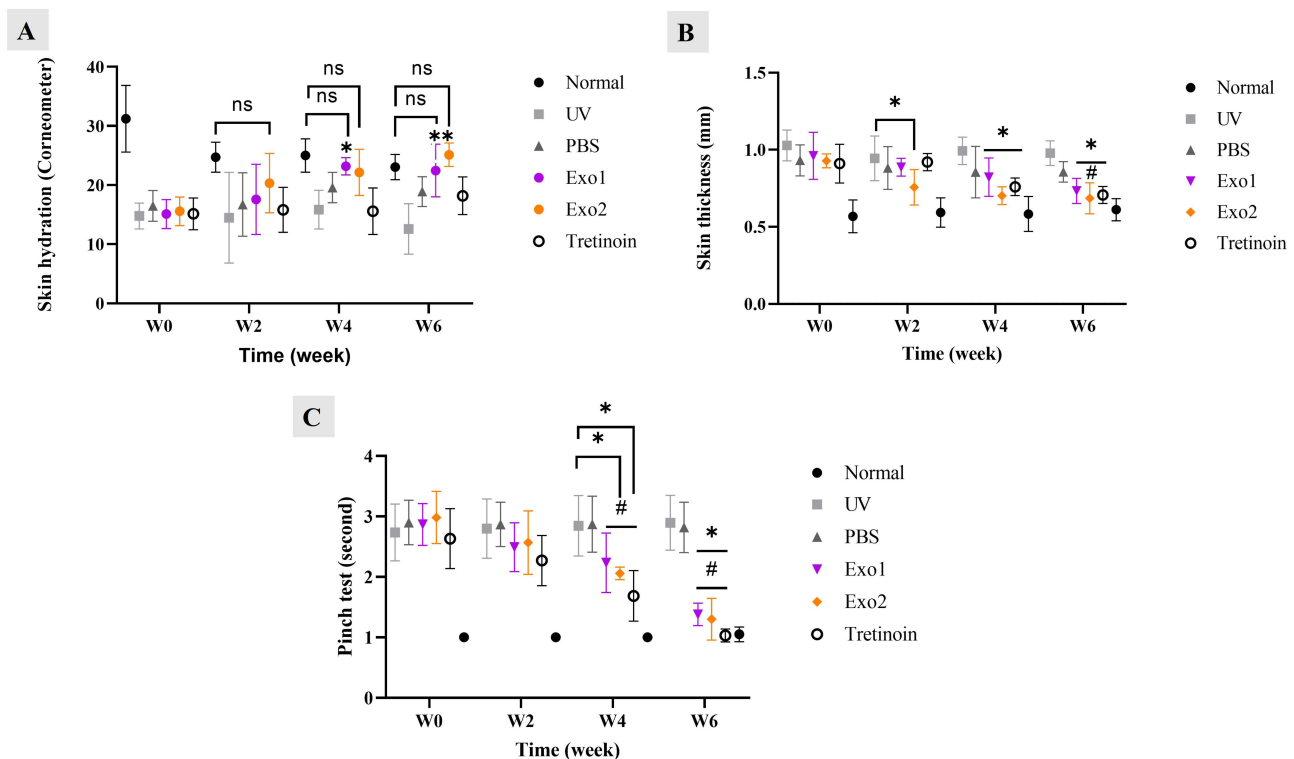 A
Skin hydration (Corneometer)
40
30
20
10
0
ns
ns
ns
ns
ns
*
**
W0 W2 W4 W6
Time (week)
Normal
UV
PBS
Exo1
Exo2
Tretinoin
B
Skin thickness (mm)
1.5
1.0
0.5
0.0
*
*
*
#
W0 W2 W4 W6
Time (week)
Normal
UV
PBS
Exo1
Exo2
Tretinoin
C
Pinch test (second)
4
3
2
1
0
*
*
#
*
#
W0 W2 W4 W6
Time (week)
Normal
UV
PBS
Exo1
Exo2
Tretinoin